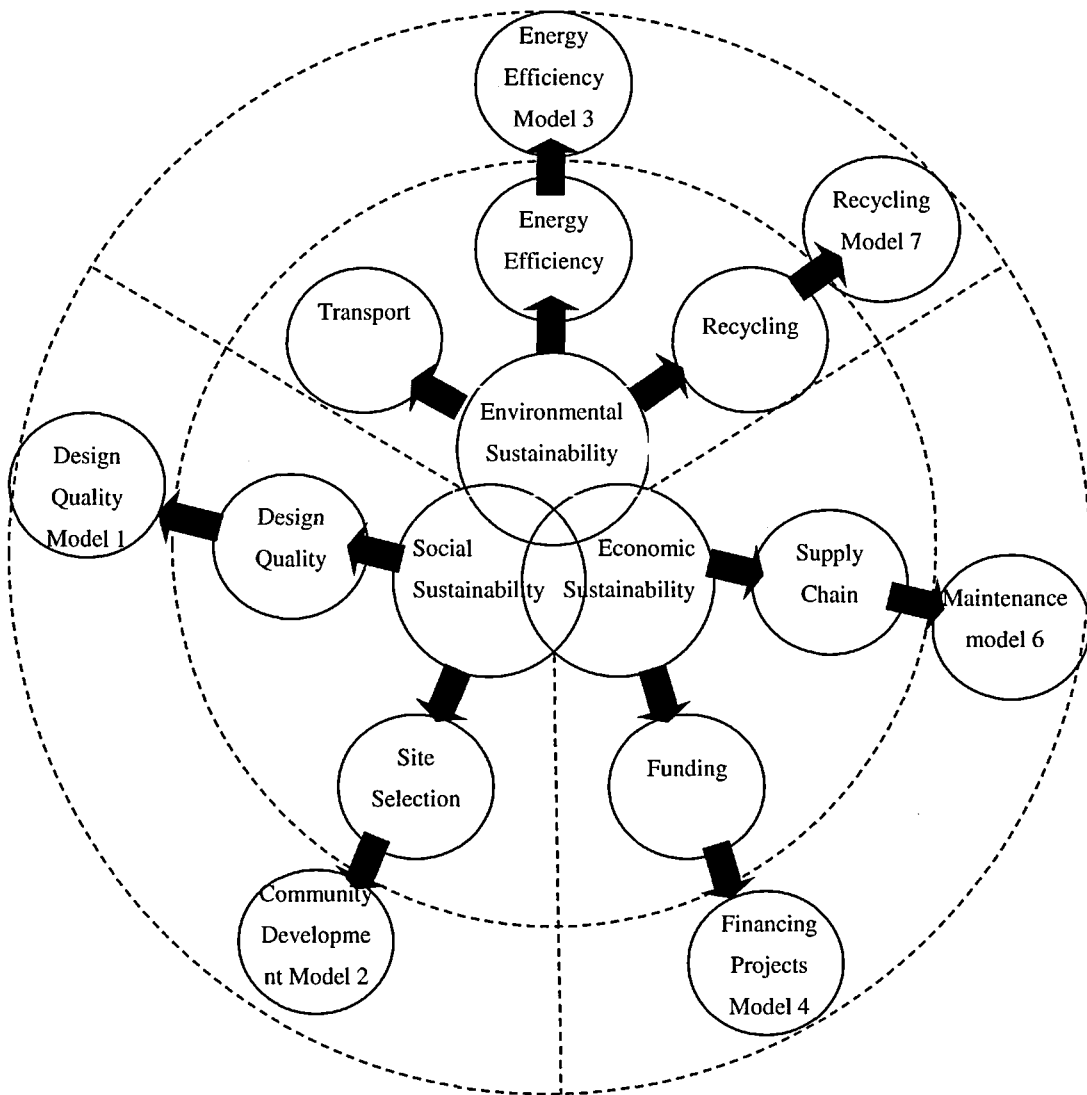 Energy
Efficiency
Model 3
Recycling
Model 7
Energy
Efficiency
Transport
Recycling
Environmental
Sustainability
Design
Quality
Model 1
Design
Quality
Social
Sustainability
Economic
Sustainability
Supply
Chain
Maintenance
model 6
Site
Selection
Funding
Community
Developme
nt Model 2
Financing
Projects
Model 4